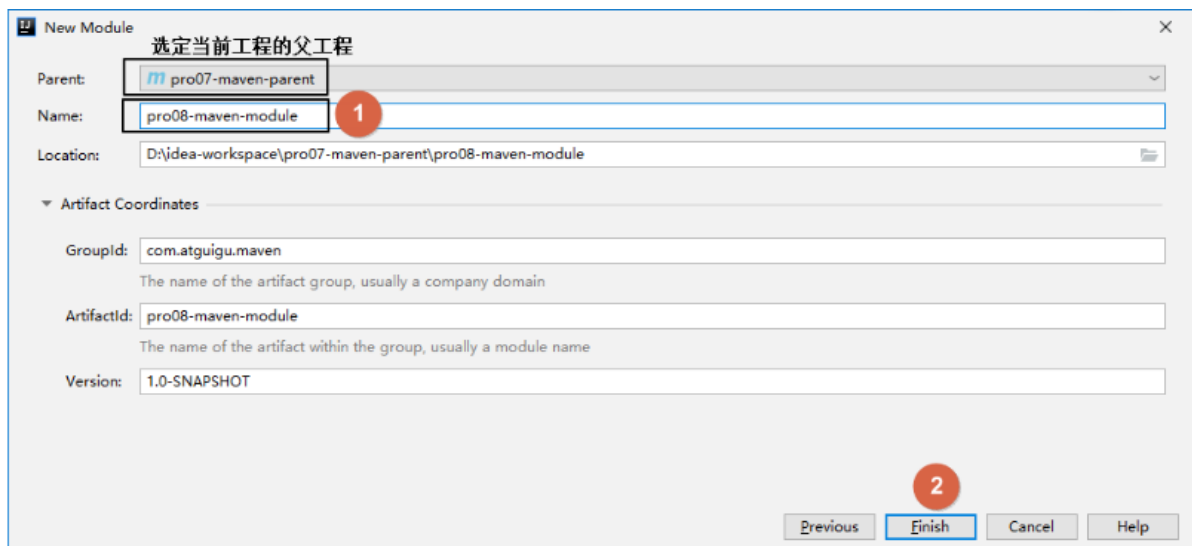 New Module
选定当前工程的父工程
Parent: pro07-maven-parent
Name: pro08-maven-module
1
Location: D:\idea-workspace\pro07-maven-parent\pro08-maven-module
Artifact Coordinates
GroupId: com.atguigu.maven
The name of the artifact group, usually a company domain
ArtifactId: pro08-maven-module
The name of the artifact within the group, usually a module name
Version: 1.0-SNAPSHOT
2
Previous Finish Cancel Help